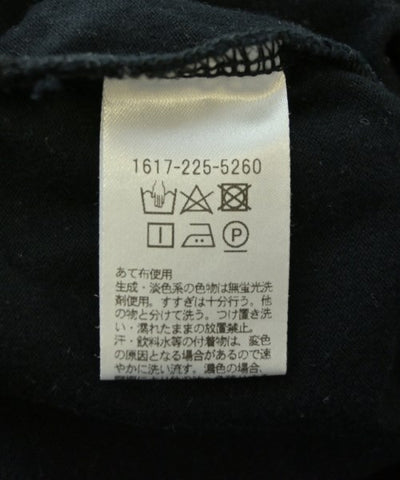 1617-225-5260
P
あて布使用
生成・淡色系の色物は無蛍光洗
剤使用。すすぎは十分行う。他
の物と分けて洗う。つけ置き洗
い・濡れたままの放置禁止。
汗・飲料水等の付着物は、変色
の原因となる場合があるので速
やかに洗い流す。濃色の場合、